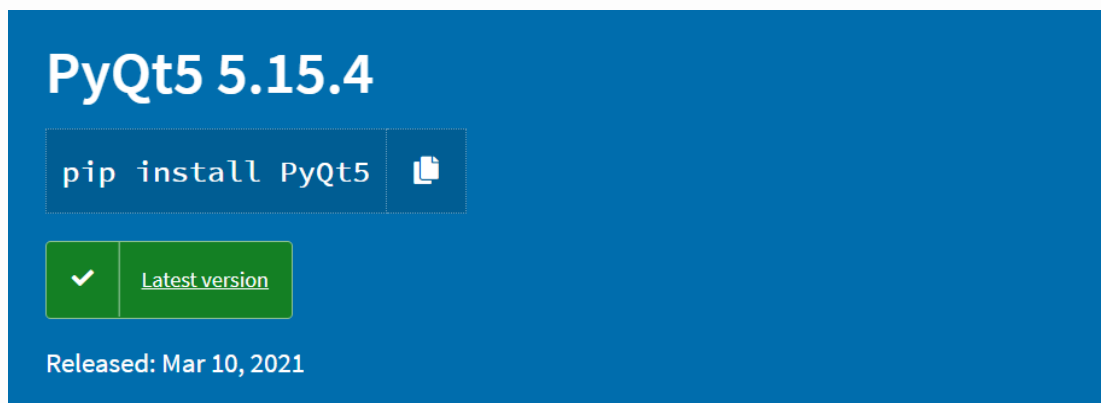 PyQt5 5.15.4
pip install PyQt5
Latest version
Released: Mar 10, 2021